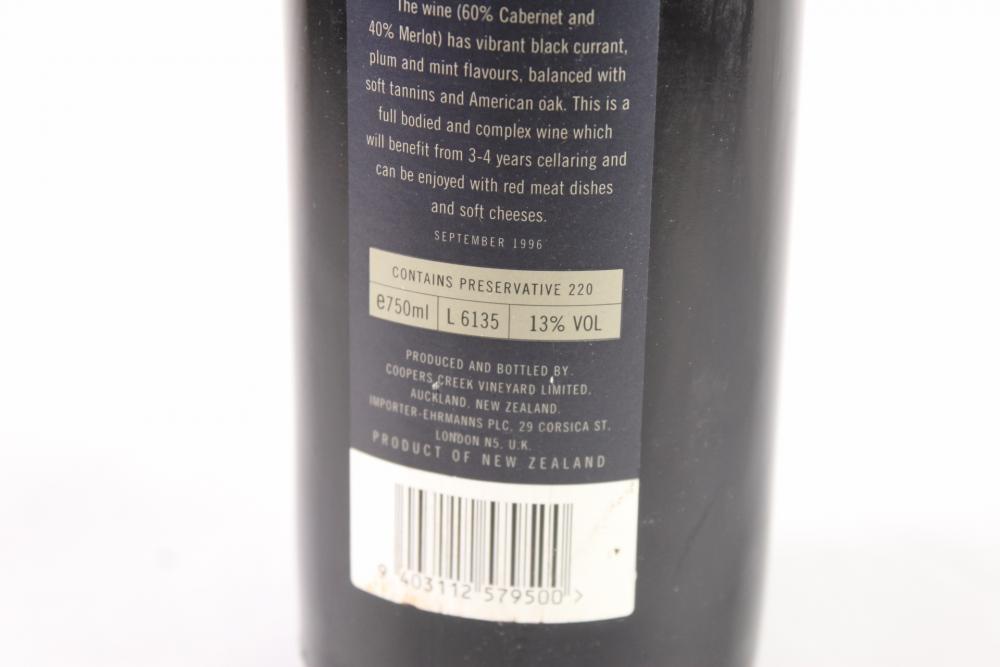 The wine (60% Cabernet and
40% Merlot) has vibrant black currant,
plum and mint flavours, balanced with
soft tannins and American oak. This is a
full bodied and complex wine which
will benefit from 3-4 years cellaring and
can be enjoyed with red meat dishes
and soft cheeses.
SEPTEMBER 1996
CONTAINS PRESERVATIVE 220
e750ml L 6135 13% VOL
PRODUCED AND BOTTLED BY.
COOPERS CREEK VINEYARD LIMITED.
AUCKLAND, NEW ZEALAND.
IMPORTER-EHRMANNS PLC, 29 CORSICA ST,
LONDON N5, U.K.
PRODUCT OF NEW ZEALAND
9 403112 579500 >